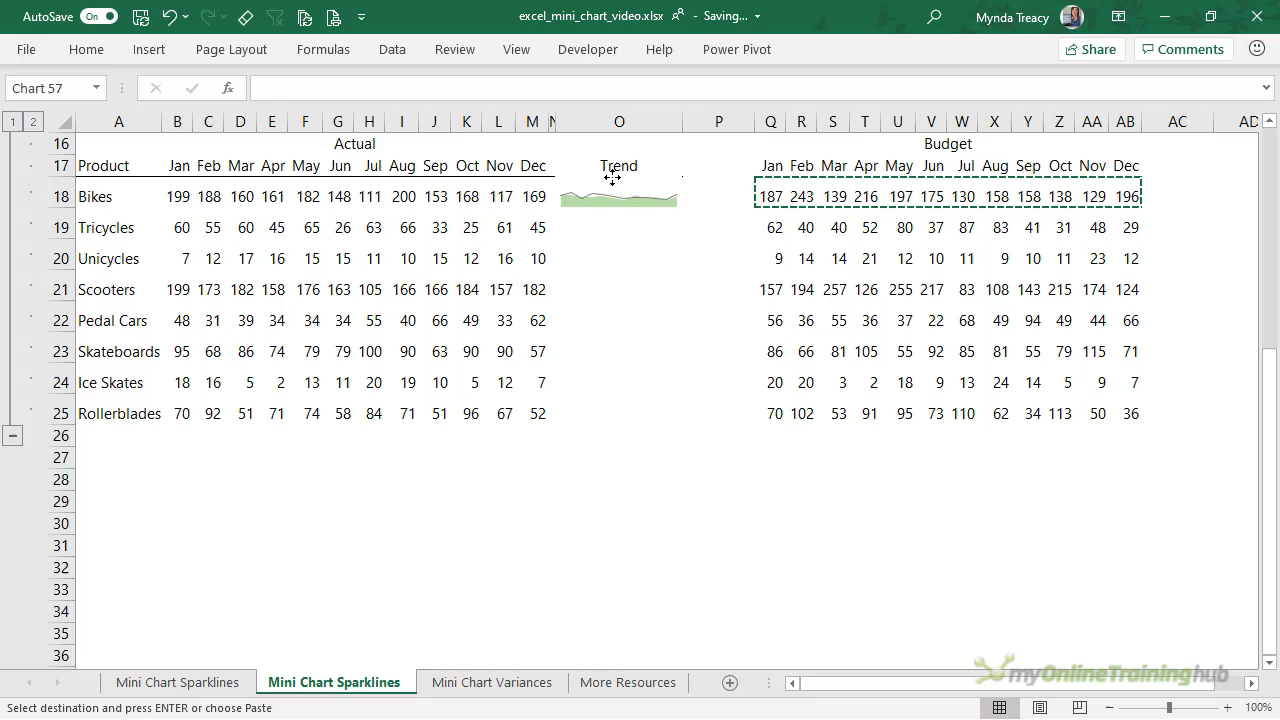 AutoSave On excel_mini_chart_video.xlsx - Saving... Mynda Treacy
File Home Insert Page Layout Formulas Data Review View Developer Help Power Pivot Share Comments
Chart 57 fx
1 2 A B C D E F G H I J K L M N O P Q R S T U V W X Y Z AA AB AC AD
16 Actual Budget
17 Product Jan Feb Mar Apr May Jun Jul Aug Sep Oct Nov Dec Trend Jan Feb Mar Apr May Jun Jul Aug Sep Oct Nov Dec
18 Bikes 199 188 160 161 182 148 111 200 153 168 117 169 187 243 139 216 197 175 130 158 158 138 129 196
19 Tricycles 60 55 60 45 65 26 63 66 33 25 61 45 62 40 40 52 80 37 87 83 41 31 48 29
20 Unicycles 7 12 17 16 15 15 11 10 15 12 16 10 9 14 14 21 12 10 11 9 10 11 23 12
21 Scooters 199 173 182 158 176 163 105 166 166 184 157 182 157 194 257 126 255 217 83 108 143 215 174 124
22 Pedal Cars 48 31 39 34 34 34 55 40 66 49 33 62 56 36 55 36 37 22 68 49 94 49 44 66
23 Skateboards 95 68 86 74 79 79 100 90 63 90 90 57 86 66 81 105 55 92 85 81 55 79 115 71
24 Ice Skates 18 16 5 2 13 11 20 19 10 5 12 7 20 20 3 2 18 9 13 24 14 5 9 7
25 Rollerblades 70 92 51 71 74 58 84 71 51 96 67 52 70 102 53 91 95 73 110 62 34 113 50 36
26
27
28
29
30
31
32
33
34
35
36
myOnlineTraininghub
Mini Chart Sparklines Mini Chart Sparklines Mini Chart Variances More Resources
Select destination and press ENTER or choose Paste 100%